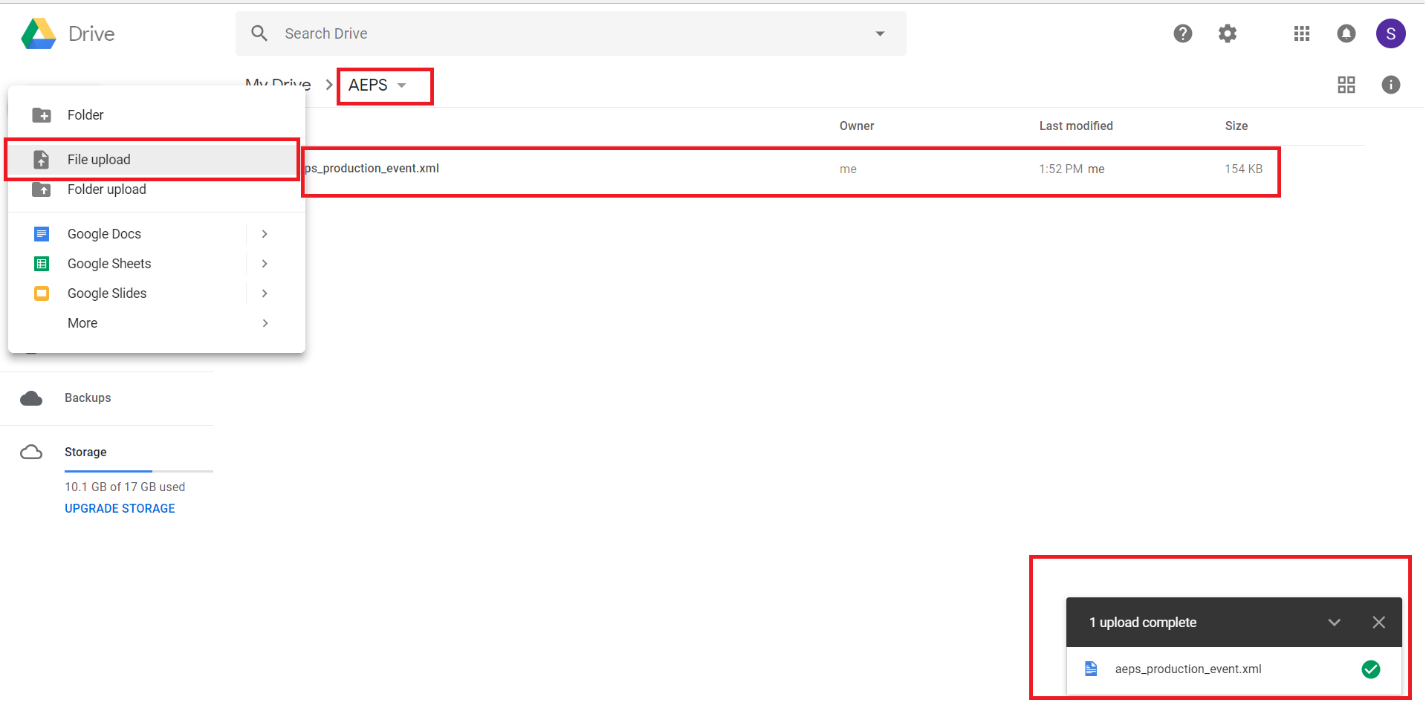 Drive
Search Drive
S
My Drive > AEPS
Folder
File upload
Folder upload
Google Docs
Google Sheets
Google Slides
More
Owner Last modified Size
ps_production_event.xml me 1:52 PM me 154 KB
Backups
Storage
10.1 GB of 17 GB used
UPGRADE STORAGE
1 upload complete
aeps_production_event.xml